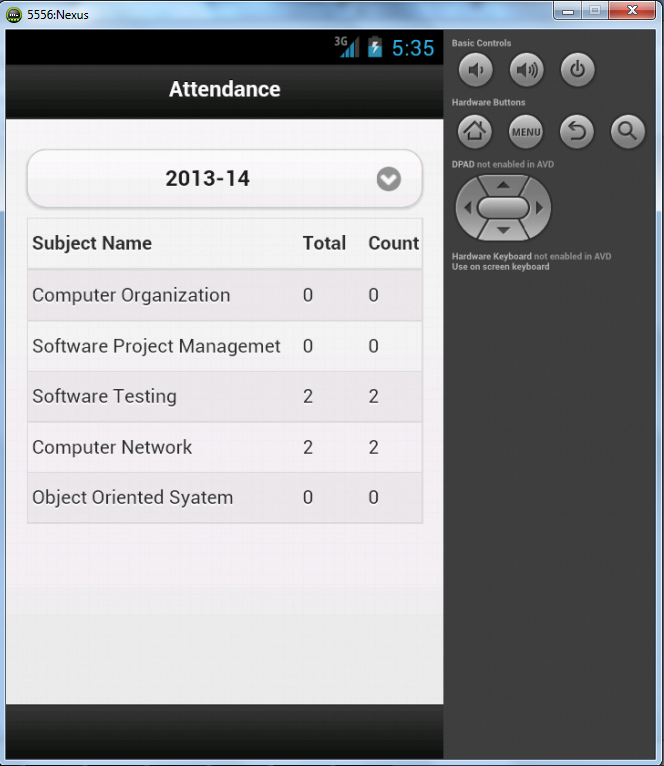 5556:Nexus
3G 5:35
Attendance
2013-14
Subject Name Total Count
Computer Organization 0 0
Software Project Managemet 0 0
Software Testing 2 2
Computer Network 2 2
Object Oriented Syatem 0 0
Basic Controls
Hardware Buttons
MENU
DPAD not enabled in AVD
Hardware Keyboard not enabled in AVD
Use on screen keyboard